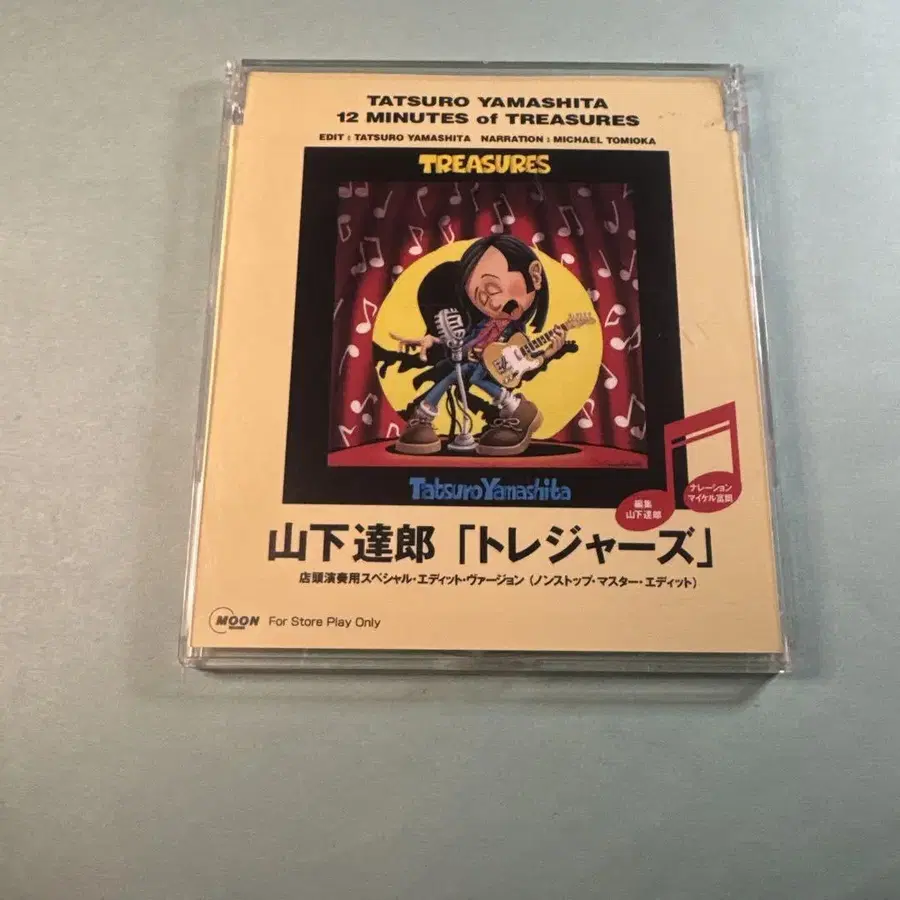 TATSURO YAMASHITA
12 MINUTES of TREASURES
EDIT : TATSURO YAMASHITA NARRATION : MICHAEL TOMIOKA
TREASURES
Tatsuro Yamashita
編集
山下達郎
ナレーション
マイケル富岡
山下達郎「トレジャーズ」
店頭演奏用スペシャル・エディット・ヴァージョン(ノンストップ・マスター・エディット)
MOON
For Store Play Only